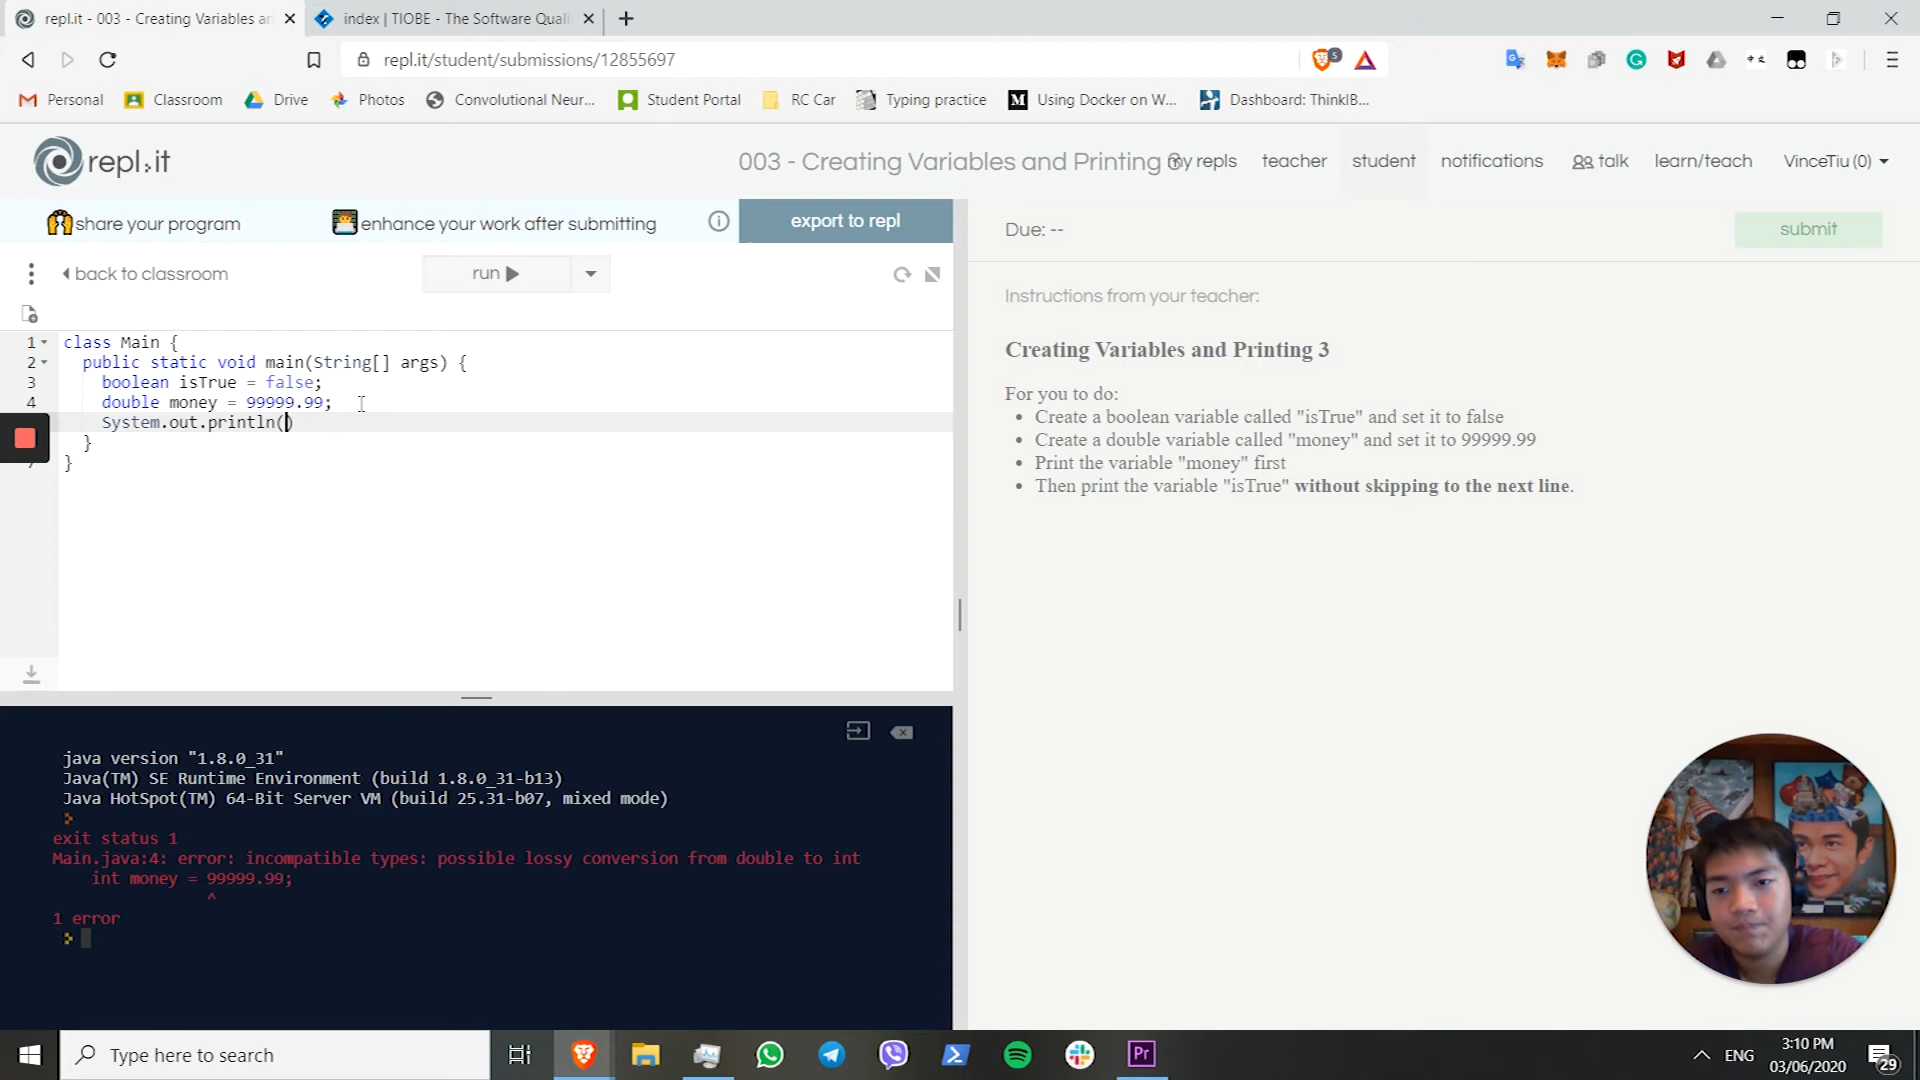 repl.it - 003 - Creating Variables an
index | TIOBE - The Software Quali
repl.it/student/submissions/12855697
5
Personal
Classroom
Drive
Photos
Convolutional Neur...
Student Portal
RC Car
Typing practice
Using Docker on W...
Dashboard: ThinkIB...
repl.it
003 - Creating Variables and Printing 3
my repls
teacher
student
notifications
talk
learn/teach
VinceTiu (0)
share your program
enhance your work after submitting
export to repl
Due: --
submit
back to classroom
run
Instructions from your teacher:
1 class Main {
2 public static void main(String[] args) {
3 boolean isTrue = false;
4 double money = 99999.99;
System.out.println()
}
7 }
Creating Variables and Printing 3
For you to do:
• Create a boolean variable called "isTrue" and set it to false
• Create a double variable called "money" and set it to 99999.99
• Print the variable "money" first
• Then print the variable "isTrue" without skipping to the next line.
java version "1.8.0_31"
Java(TM) SE Runtime Environment (build 1.8.0_31-b13)
Java HotSpot(TM) 64-Bit Server VM (build 25.31-b07, mixed mode)
exit status 1
Main.java:4: error: incompatible types: possible lossy conversion from double to int
int money = 99999.99;
^
1 error
Type here to search
Pr
ENG
3:10 PM
03/06/2020
29